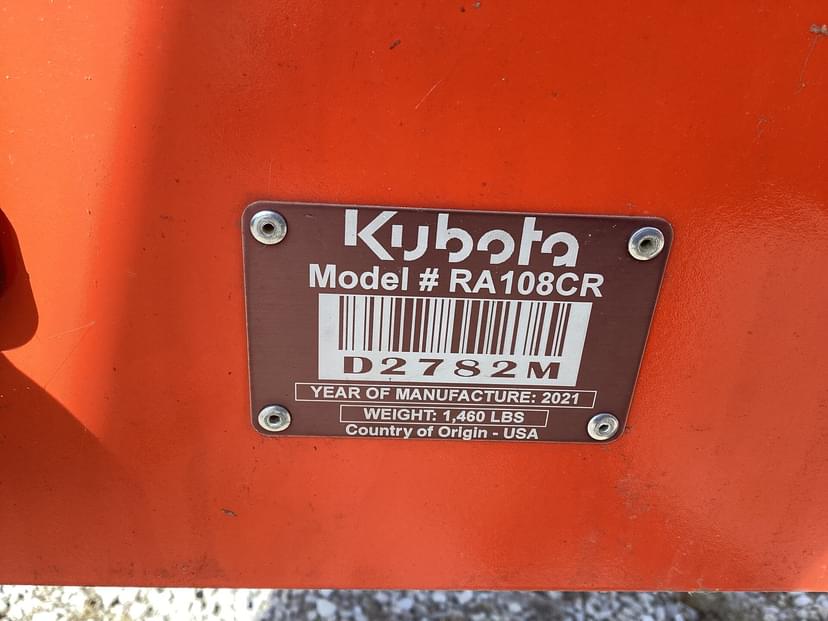 Kubota
Model # RA108CR
D2782M
YEAR OF MANUFACTURE: 2021
WEIGHT: 1,460 LBS
Country of Origin - USA